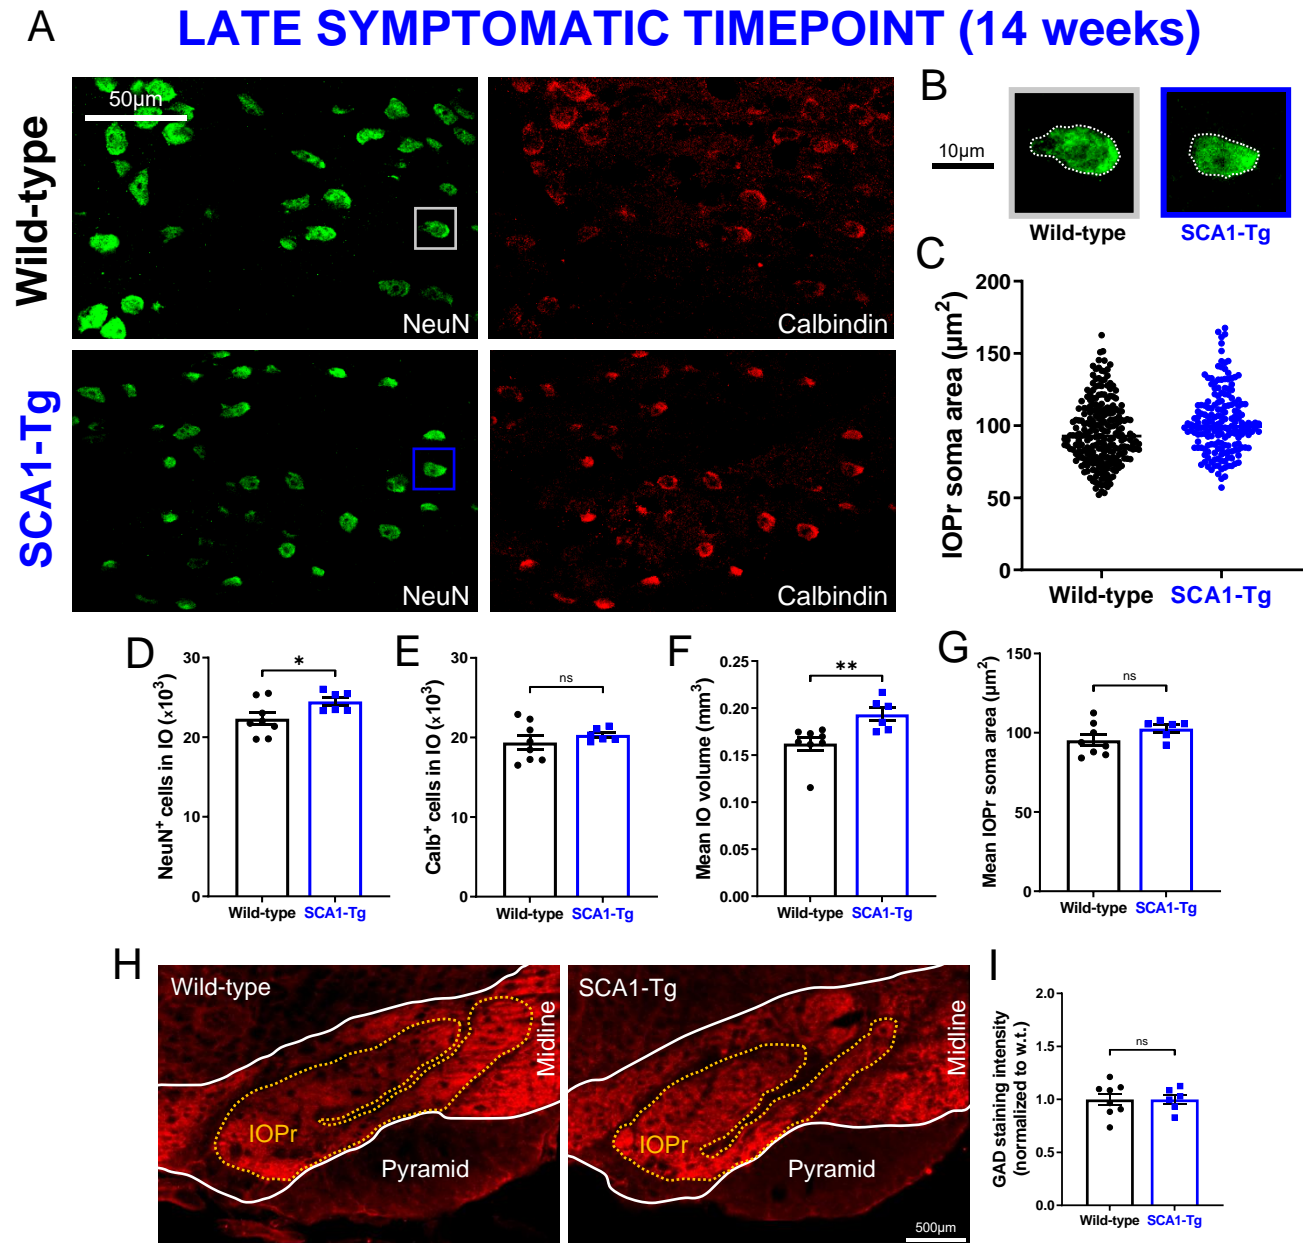 A
LATE SYMPTOMATIC TIMEPOINT (14 weeks)
Wild-type
50µm
NeuN
Calbindin
SCA1-Tg
NeuN
Calbindin
B
10µm
Wild-type
SCA1-Tg
C
IOPr soma area (µm²)
200
150
100
50
0
Wild-type SCA1-Tg
D
NeuN⁺ cells in IO (x10³)
30
20
10
0
*
Wild-type SCA1-Tg
E
Calb⁺ cells in IO (x10³)
30
20
10
0
ns
Wild-type SCA1-Tg
F
Mean IO volume (mm³)
0.25
0.20
0.15
0.10
0.05
0.00
**
Wild-type SCA1-Tg
G
Mean IOPr soma area (µm²)
150
100
50
0
ns
Wild-type SCA1-Tg
H
Wild-type
Midline
IOPr
Pyramid
SCA1-Tg
Midline
IOPr
Pyramid
500µm
I
GAD staining intensity
(normalized to w.t.)
2.0
1.5
1.0
0.5
0.0
ns
Wild-type SCA1-Tg